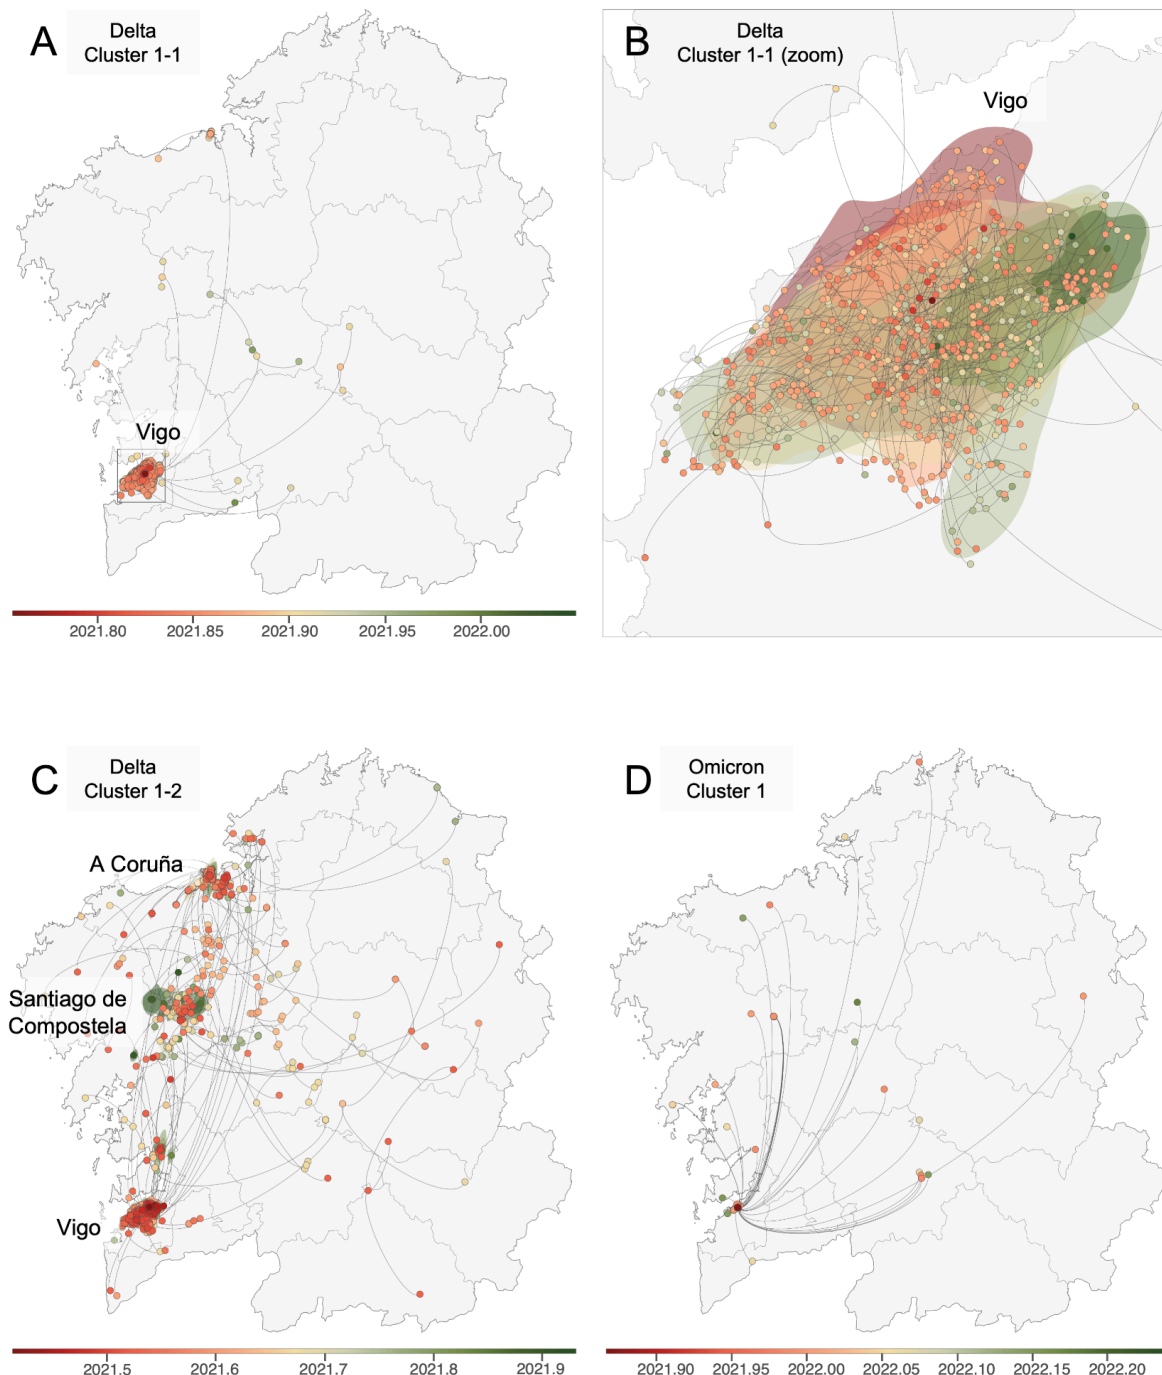 A
Delta
Cluster 1-1
Vigo
2021.80
2021.85
2021.90
2021.95
2022.00
B
Delta
Cluster 1-1 (zoom)
Vigo
C
Delta
Cluster 1-2
A Coruña
Santiago de
Compostela
Vigo
2021.5
2021.6
2021.7
2021.8
2021.9
D
Omicron
Cluster 1
2021.90
2021.95
2022.00
2022.05
2022.10
2022.15
2022.20